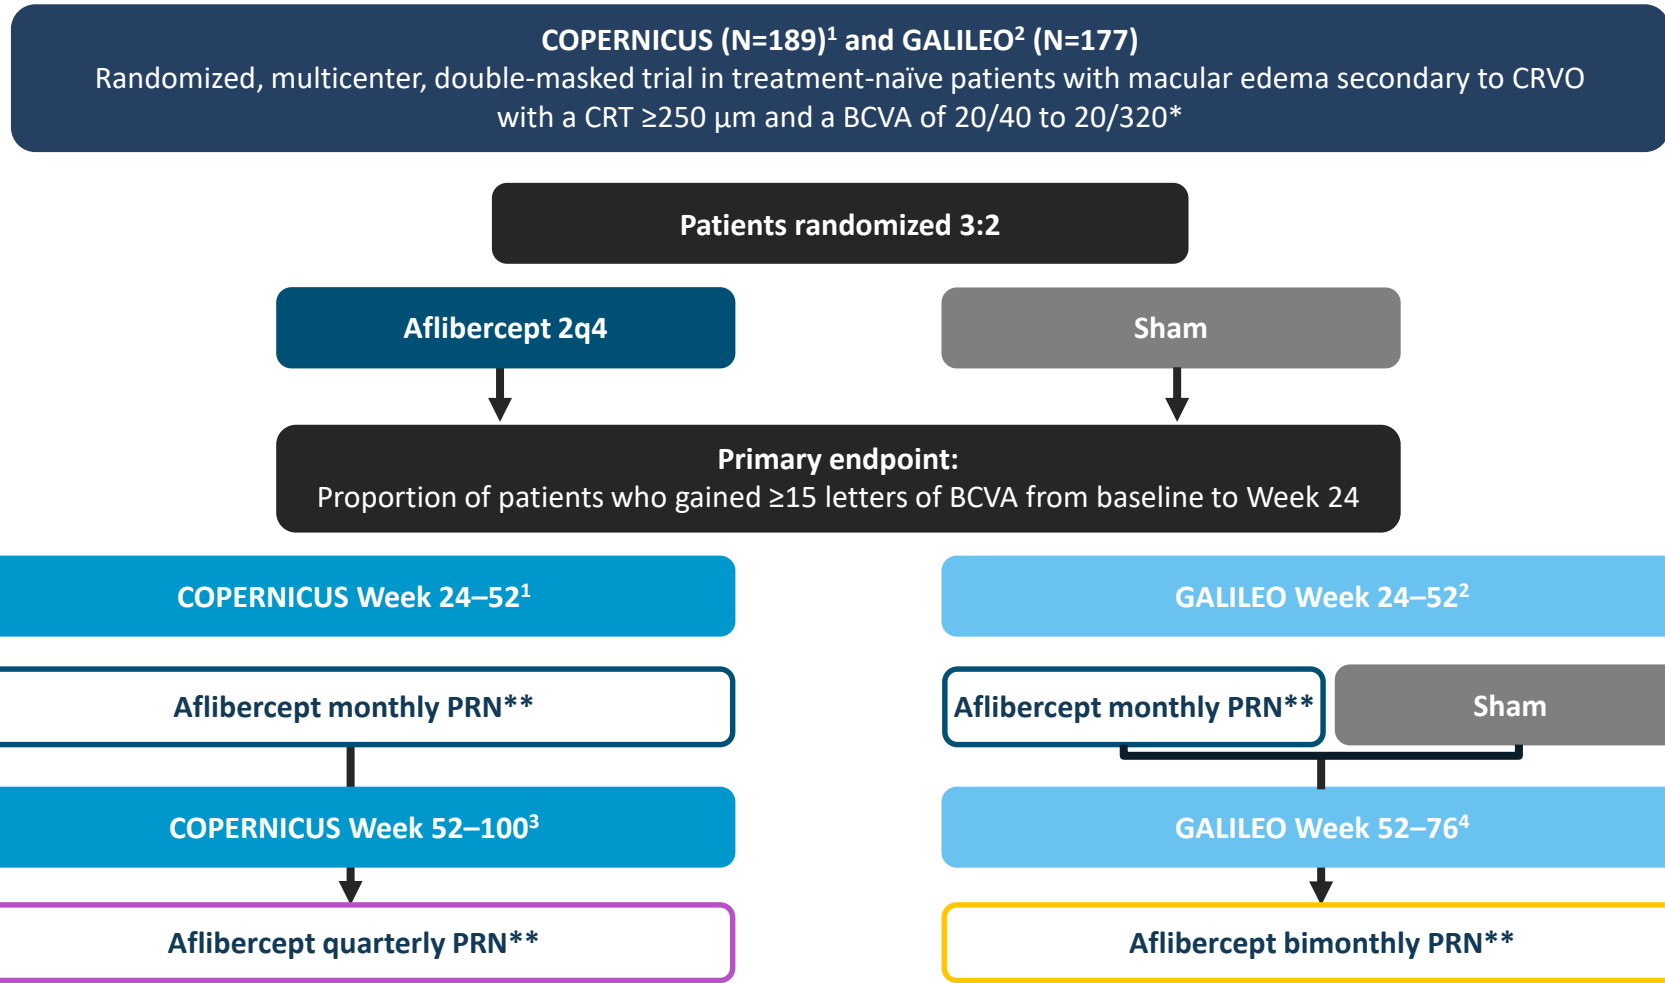 COPERNICUS (N=189)¹ and GALILEO² (N=177)
Randomized, multicenter, double-masked trial in treatment-naïve patients with macular edema secondary to CRVO
with a CRT ≥250 µm and a BCVA of 20/40 to 20/320*
Patients randomized 3:2
Aflibercept 2q4
Sham
Primary endpoint:
Proportion of patients who gained ≥15 letters of BCVA from baseline to Week 24
COPERNICUS Week 24–52¹
GALILEO Week 24–52²
Aflibercept monthly PRN**
Aflibercept monthly PRN**
Sham
COPERNICUS Week 52–100³
GALILEO Week 52–76⁴
Aflibercept quarterly PRN**
Aflibercept bimonthly PRN**